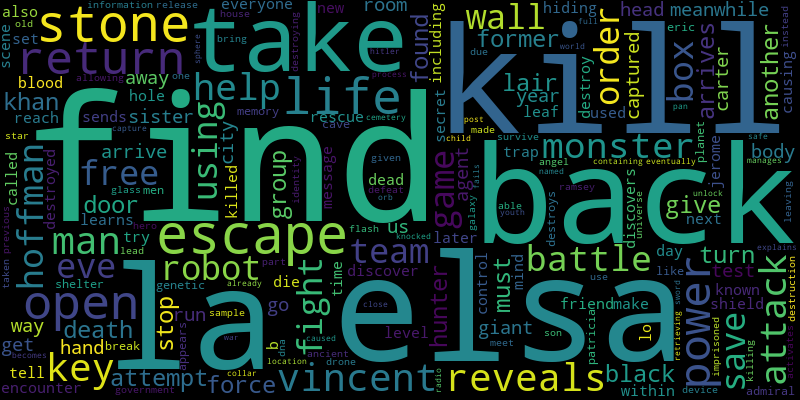 find
kill
back
elsa
la
take
escape
life
stone
return
help
battle
monster
reveals
vincent
key
open
robot
team
fight
power
attack
save
game
wall
order
box
man
eve
hoffman
free
using
group
door
death
stop
force
attempt
black
turn
give
must
body
lair
former
hunter
giant
agent
found
khan
sister
city
us
run
hand
way
arrive
arrives
another
carter
meanwhile
head
captured
room
new
everyone
also
scene
set
old
information
release
house
bring
destroying
sphere
hitler
process
allowing
one
memory
cemetery
away
hole
blood
reach
sends
called
learns
destroyed
killed
rescue
cave
message
identity
dead
given
defeat
orb
glass
men
hero
lead
try
flash
knocked
previous
taken
star
capture
shelter
genetic
already
part
die
time
discover
go
like
get
tell
break
encounter
becomes
government
appears
sample
war
location
caused
ancient
dna
drone
collar
b
close
level
radio
later
control
mind
meet
son
friend
make
use
within
patricia
lo
day
test
known
shield
next
jerome
planet
eric
hiding
full
due
world
pan
including
secret
year
leaf
used
destroy
causing
instead
trap
post
made
child
survive
angel
containing
eventually
safe
manages
named
able
youth
galaxy
falls
ramsey
destroys
universe
discovers
unlock
leaving
explains
killing
imprisoned
retrieving
sword
device
admiral
activates
destruction